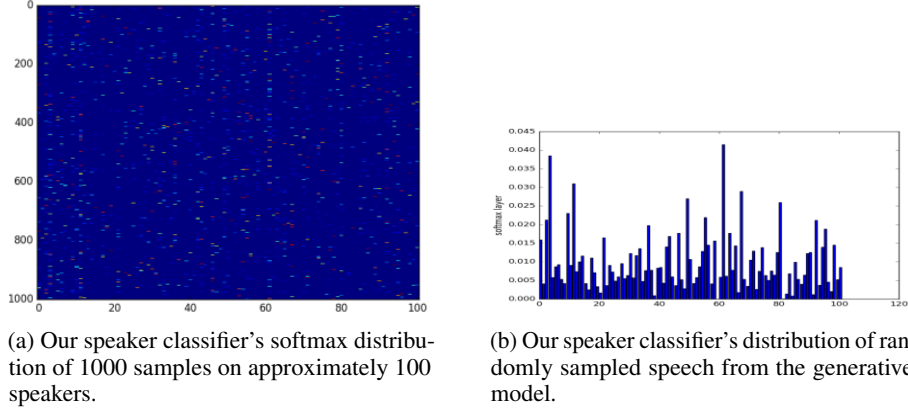 0
200
400
600
800
1000
0 20 40 60 80 100
(a) Our speaker classifier's softmax distribu-
tion of 1000 samples on approximately 100
speakers.
0.045
0.040
0.035
0.030
0.025
0.020
0.015
0.010
0.005
0.000
softmax layer
0 20 40 60 80 100 120
(b) Our speaker classifier's distribution of ran-
domly sampled speech from the generative
model.